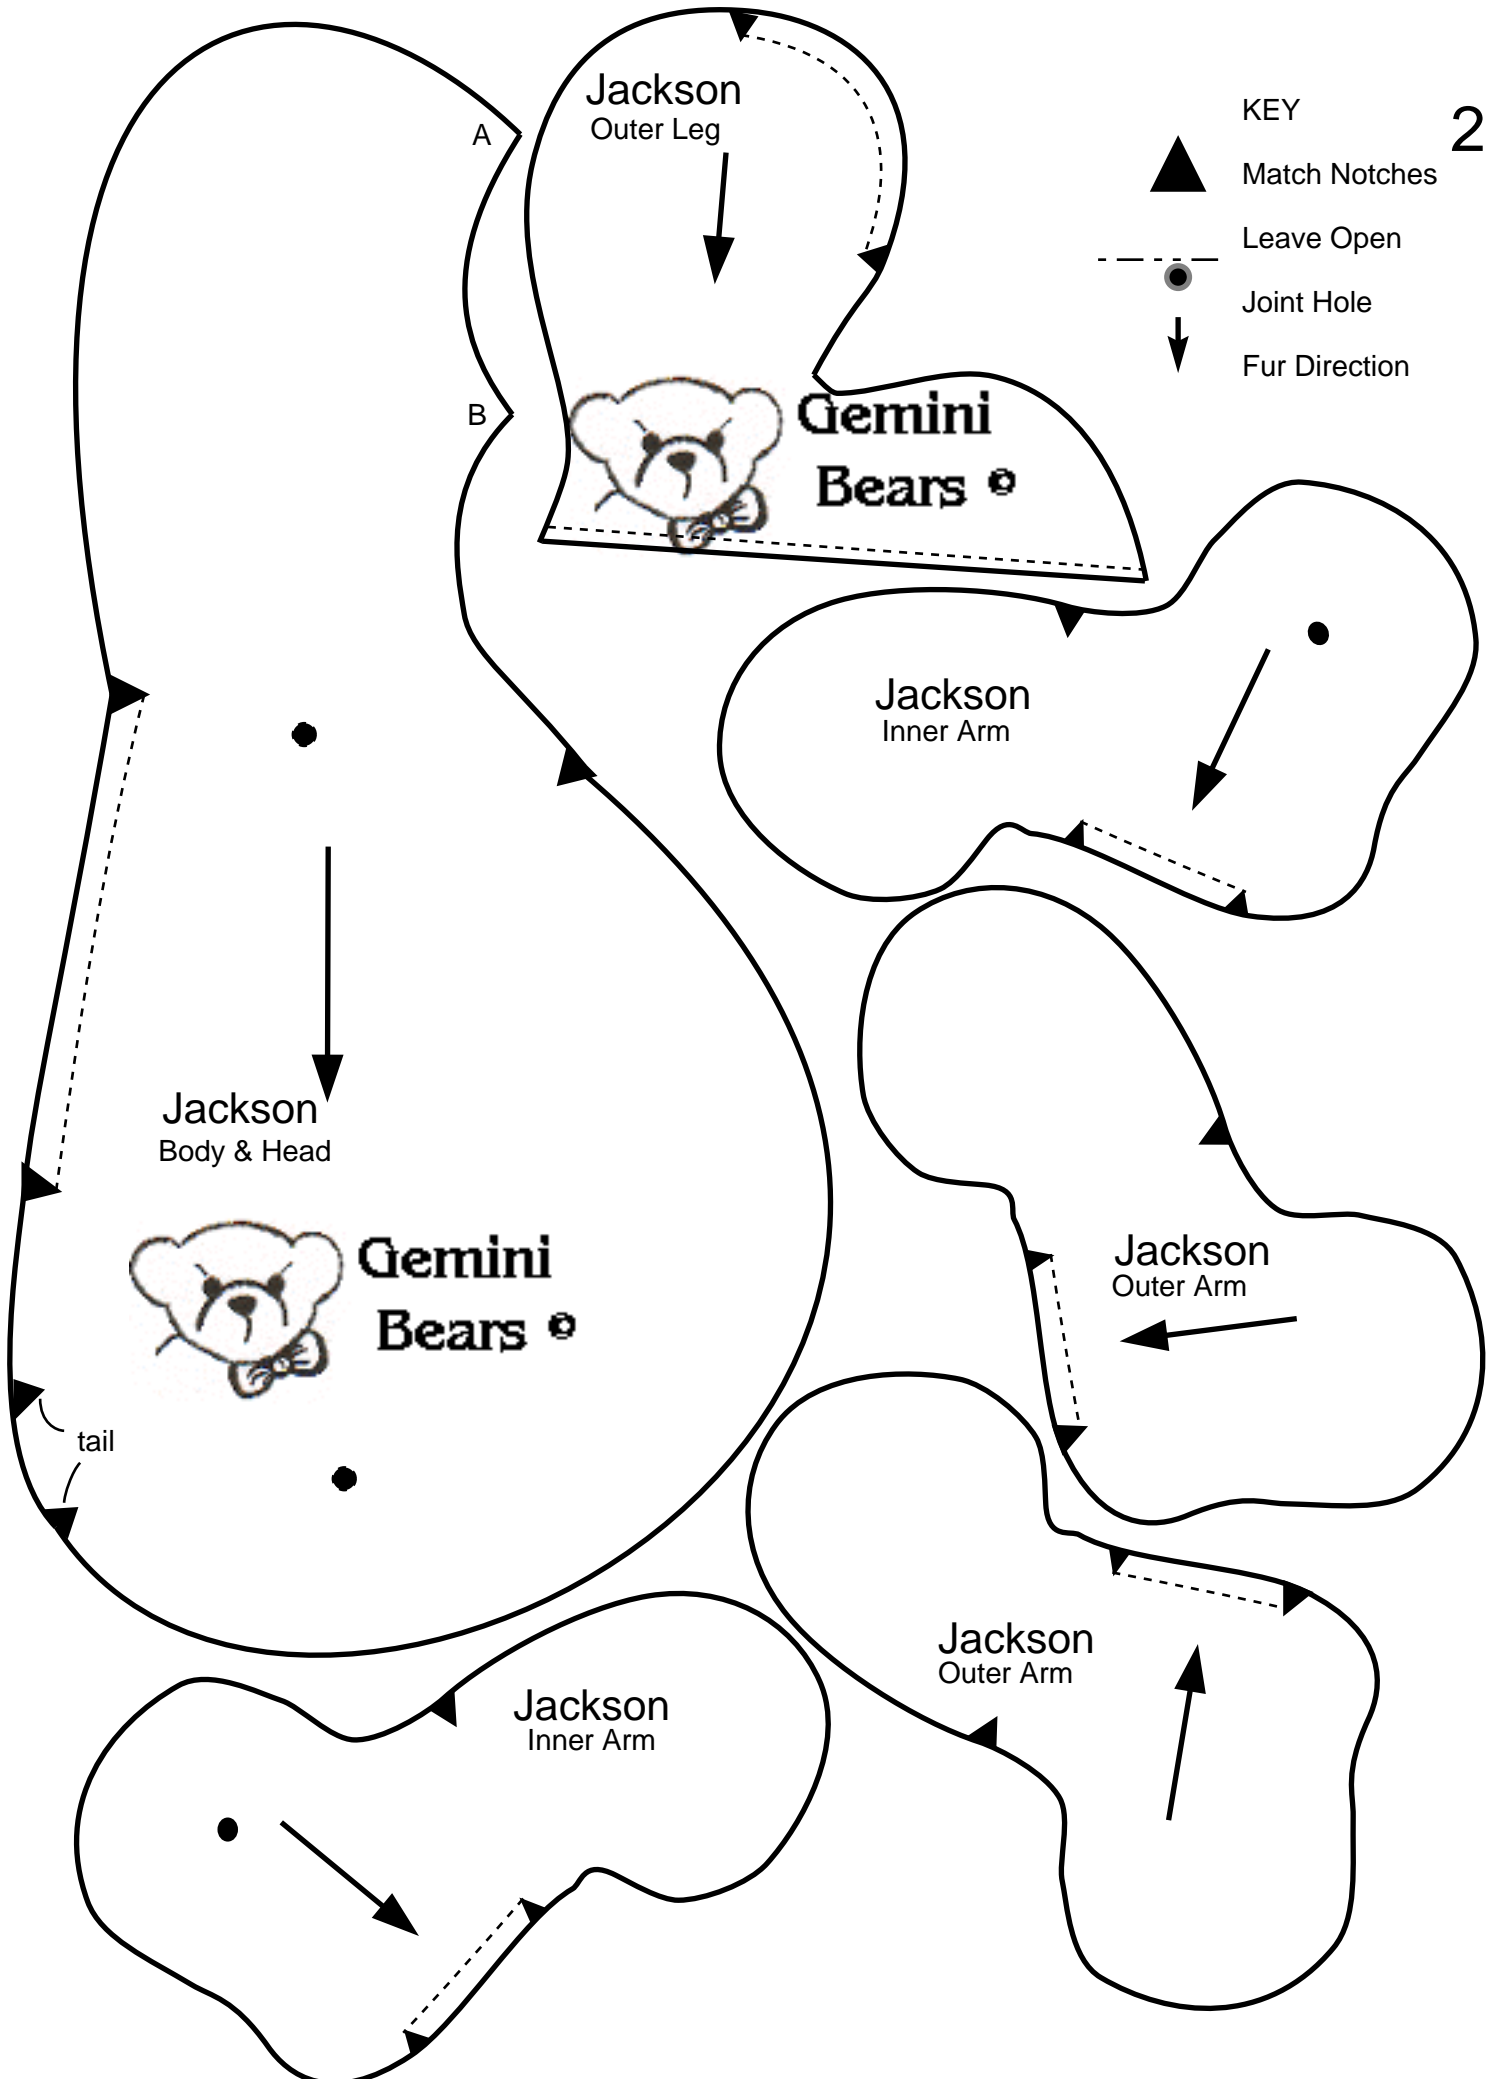 Jackson
Outer Leg
KEY
2
Match Notches
Leave Open
Joint Hole
Fur Direction
A
B
Gemini
Bears ©
Jackson
Inner Arm
Jackson
Body & Head
Gemini
Bears ©
tail
Jackson
Outer Arm
Jackson
Outer Arm
Jackson
Inner Arm